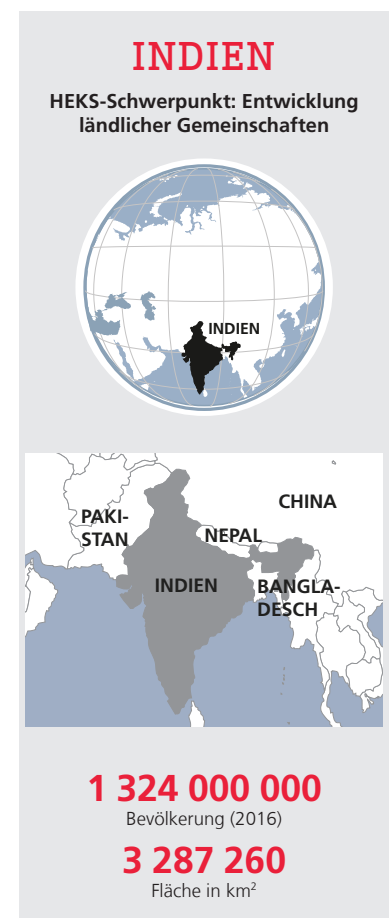 INDIEN
HEKS-Schwerpunkt: Entwicklung
ländlicher Gemeinschaften
INDIEN
CHINA
PAKI-
STAN
NEPAL
INDIEN
BANGLA-
DESCH
1 324 000 000
Bevölkerung (2016)
3 287 260
Fläche in km²